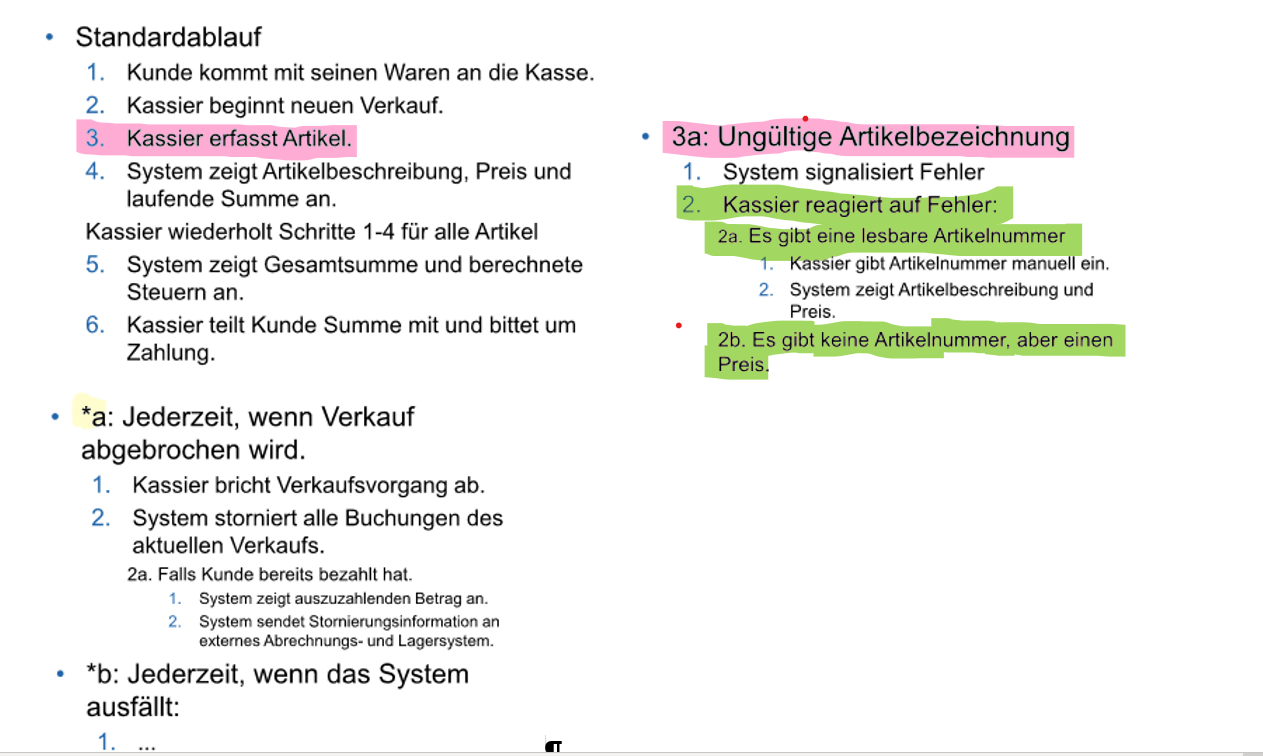 • Standardablauf
1. Kunde kommt mit seinen Waren an die Kasse.
2. Kassier beginnt neuen Verkauf.
3. Kassier erfasst Artikel.
4. System zeigt Artikelbeschreibung, Preis und
laufende Summe an.
Kassier wiederholt Schritte 1-4 für alle Artikel
5. System zeigt Gesamtsumme und berechnete
Steuern an.
6. Kassier teilt Kunde Summe mit und bittet um
Zahlung.
• *a: Jederzeit, wenn Verkauf
abgebrochen wird.
1. Kassier bricht Verkaufsvorgang ab.
2. System storniert alle Buchungen des
aktuellen Verkaufs.
2a. Falls Kunde bereits bezahlt hat.
1. System zeigt auszuzahlenden Betrag an.
2. System sendet Stornierungsinformation an
externes Abrechnungs- und Lagersystem.
• *b: Jederzeit, wenn das System
ausfällt:
1. ...
• 3a: Ungültige Artikelbezeichnung
1. System signalisiert Fehler
2. Kassier reagiert auf Fehler:
2a. Es gibt eine lesbare Artikelnummer
1. Kassier gibt Artikelnummer manuell ein.
2. System zeigt Artikelbeschreibung und
Preis.
2b. Es gibt keine Artikelnummer, aber einen
Preis.
¶